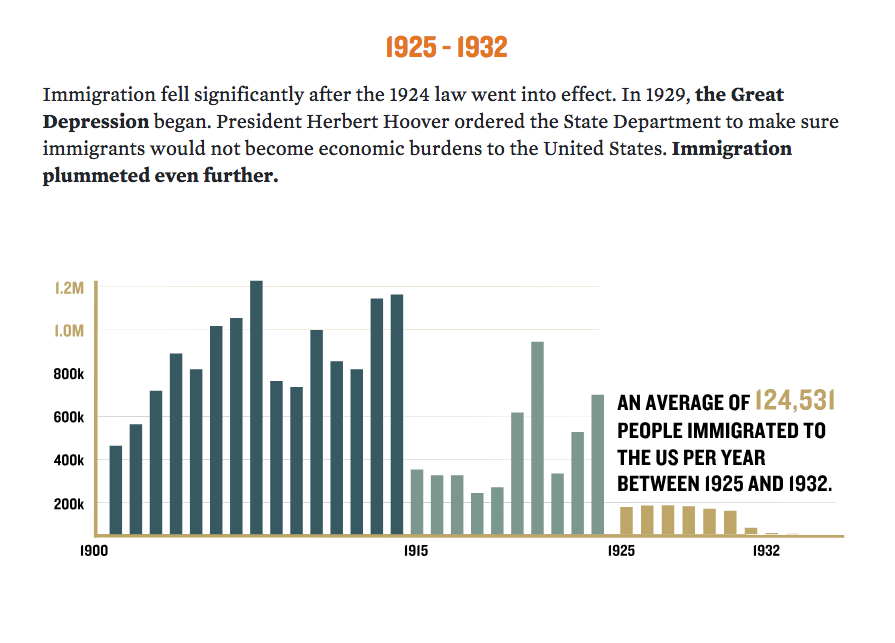 1925 - 1932
Immigration fell significantly after the 1924 law went into effect. In 1929, the Great
Depression began. President Herbert Hoover ordered the State Department to make sure
immigrants would not become economic burdens to the United States. Immigration
plummeted even further.
1.2M
1.0M
800k
600k
400k
200k
AN AVERAGE OF 124,531
PEOPLE IMMIGRATED TO
THE US PER YEAR
BETWEEN 1925 AND 1932.
1900
1915
1925
1932